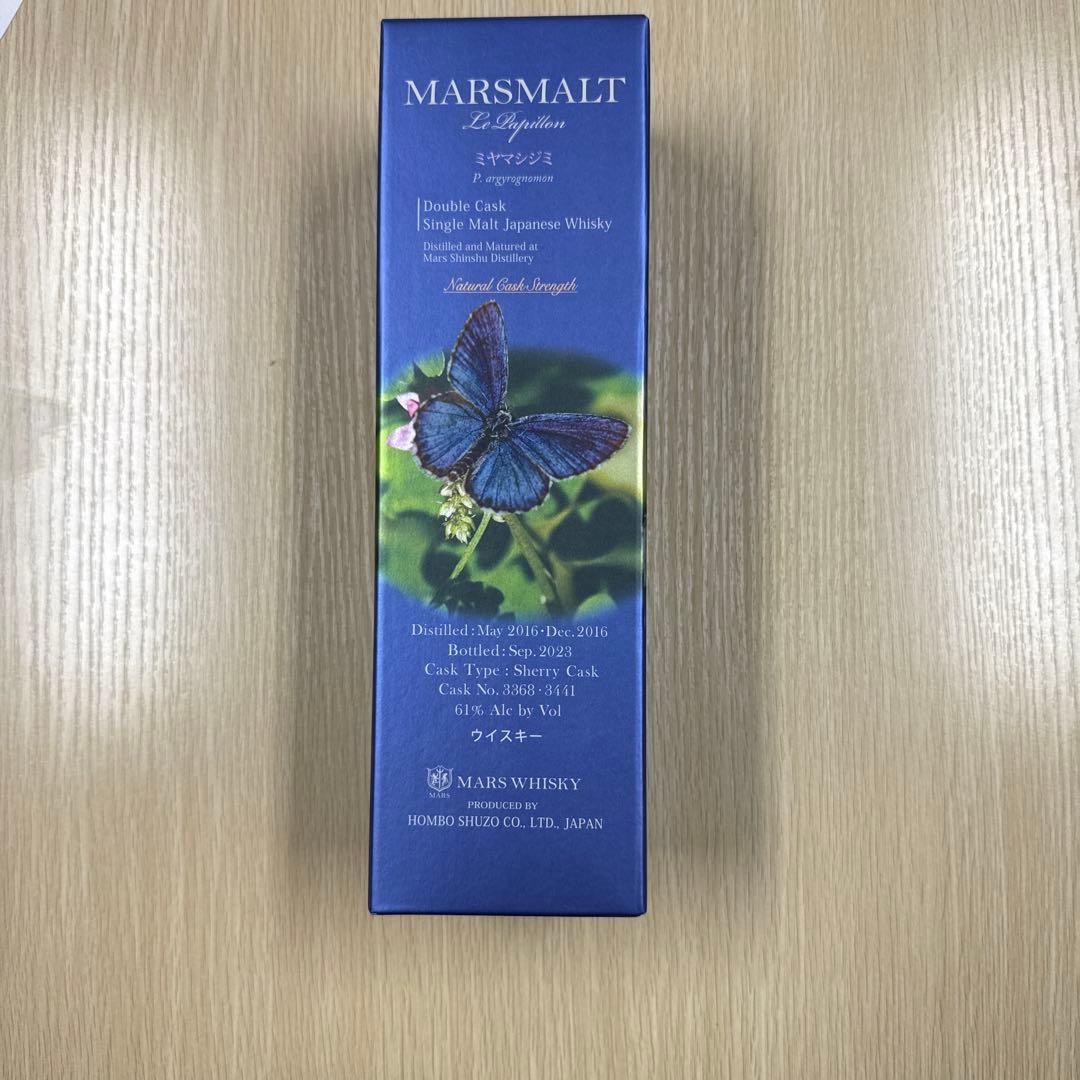 MARSMALT
Le Papillon
ミヤマシジミ
P. argyrognomon
Double Cask
Single Malt Japanese Whisky
Distilled and Matured at
Mars Shinshu Distillery
Natural Cask Strength
Distilled : May 2016・Dec. 2016
Bottled : Sep. 2023
Cask Type : Sherry Cask
Cask No. 3368・3441
61% Alc by Vol
ウイスキー
MARS
MARS WHISKY
PRODUCED BY
HOMBO SHUZO CO., LTD., JAPAN